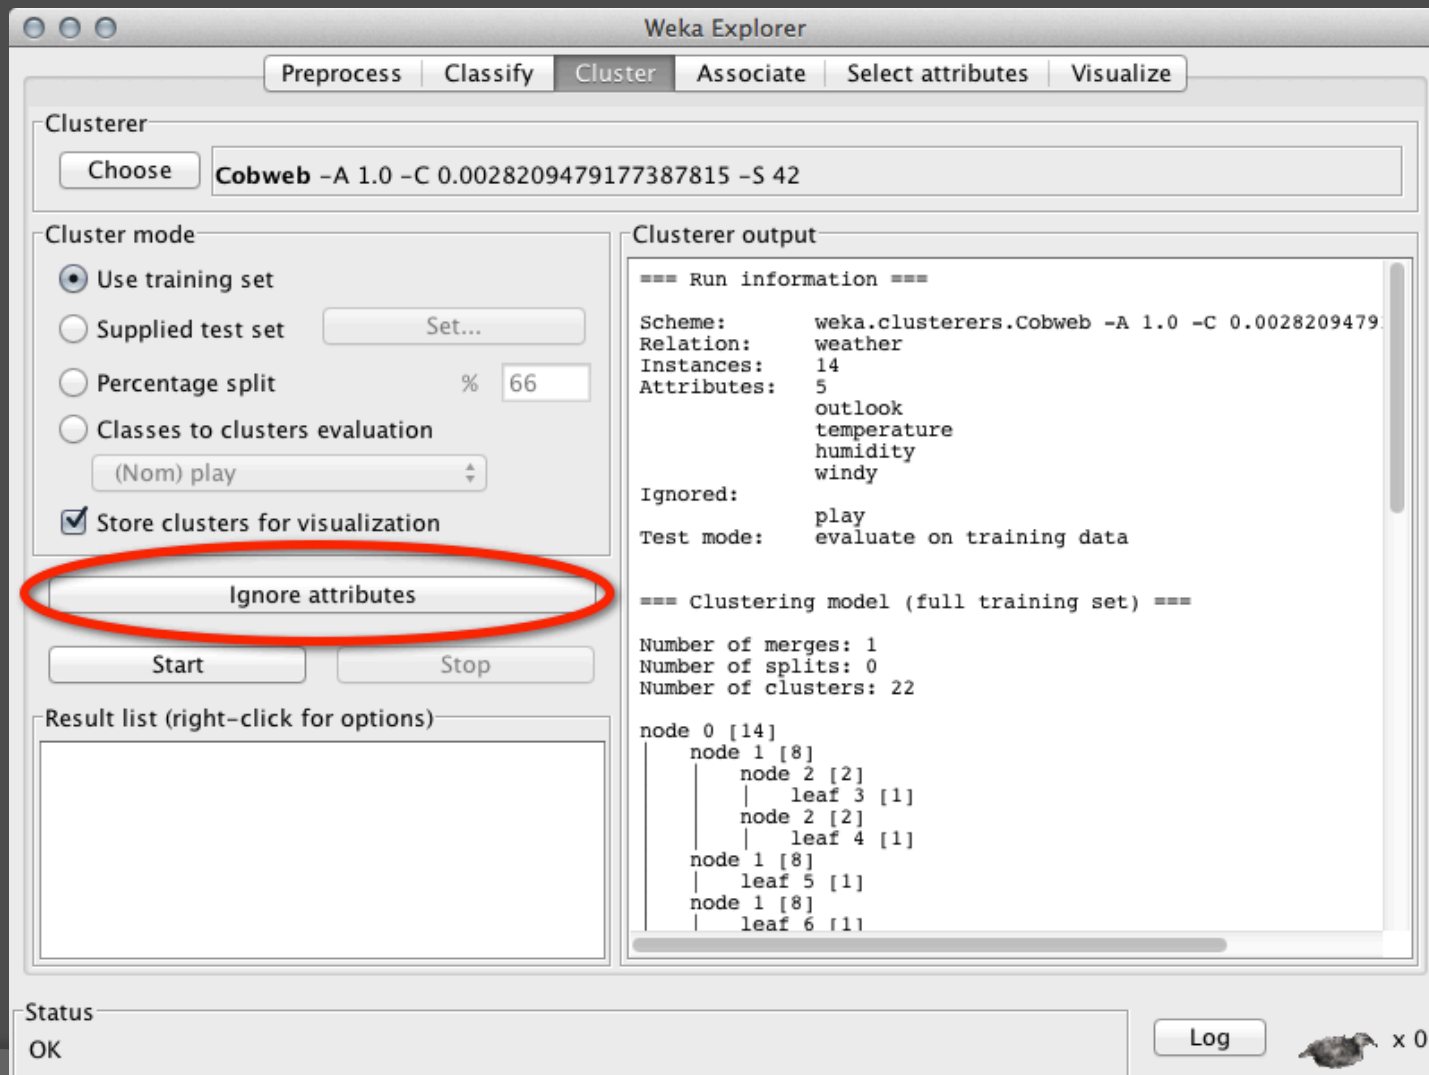 Weka Explorer
Preprocess Classify Cluster Associate Select attributes Visualize
Clusterer
Choose Cobweb -A 1.0 -C 0.0028209479177387815 -S 42
Cluster mode
Use training set
Supplied test set Set...
Percentage split % 66
Classes to clusters evaluation
(Nom) play
Store clusters for visualization
Ignore attributes
Start Stop
Result list (right-click for options)
Clusterer output
=== Run information ===
Scheme: weka.clusterers.Cobweb -A 1.0 -C 0.0028209479
Relation: weather
Instances: 14
Attributes: 5
outlook
temperature
humidity
windy
Ignored:
play
Test mode: evaluate on training data
=== Clustering model (full training set) ===
Number of merges: 1
Number of splits: 0
Number of clusters: 22
node 0 [14]
| node 1 [8]
| | node 2 [2]
| | | leaf 3 [1]
| | node 2 [2]
| | | leaf 4 [1]
| node 1 [8]
| | leaf 5 [1]
| node 1 [8]
| | leaf 6 [1]
Status
OK
Log x 0